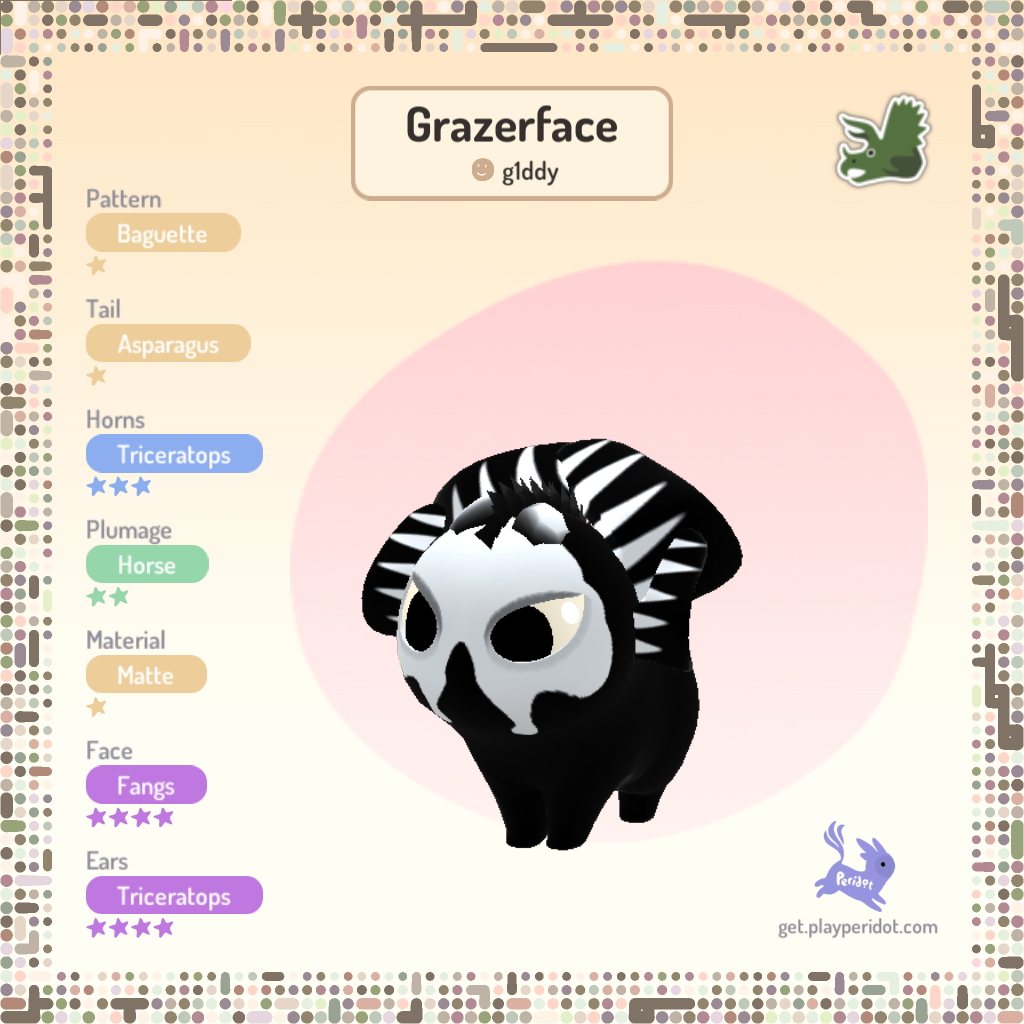 Grazerface
g1ddy
Pattern
Baguette
Tail
Asparagus
Horns
Triceratops
Plumage
Horse
Material
Matte
Face
Fangs
Ears
Triceratops
Peridot
get.playperidot.com